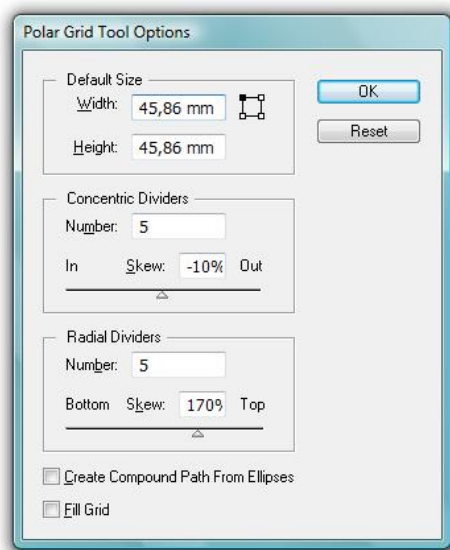 Polar Grid Tool Options
Default Size
Width: 45,86 mm
OK
Height: 45,86 mm
Reset
Concentric Dividers
Number: 5
In Skew: -10% Out
Radial Dividers
Number: 5
Bottom Skew: 170% Top
Create Compound Path From Ellipses
Fill Grid